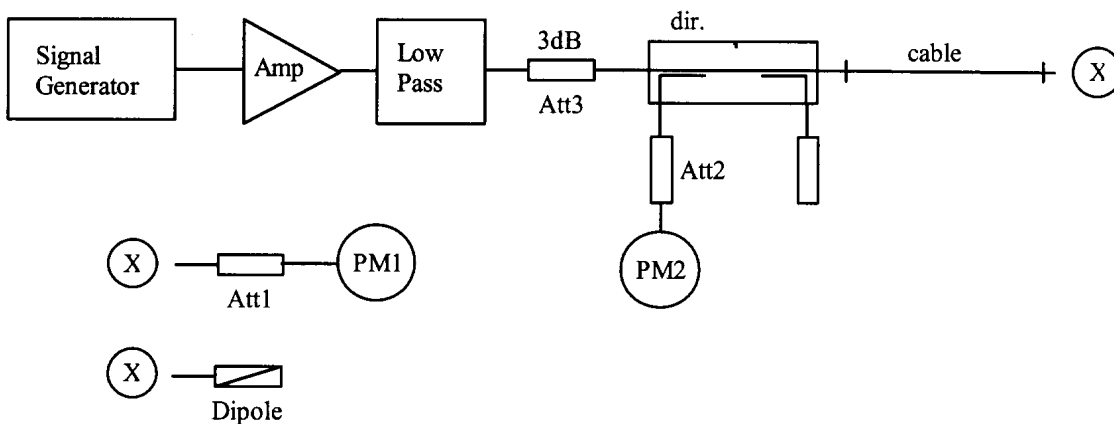 dir.
Signal
Generator
Amp
Low
Pass
3dB
Att3
cable
X
Att2
PM2
X
Att1
PM1
X
Dipole